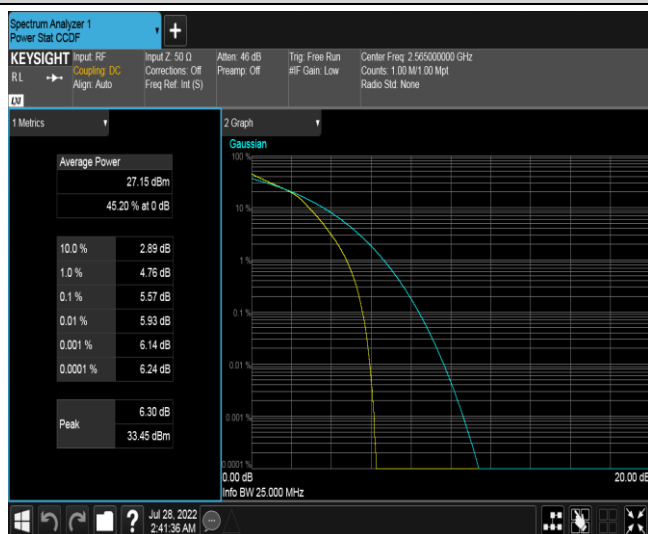 Spectrum Analyzer 1
Power Stat CCDF
KEYSIGHT
RL
LXI
Input: RF
Coupling: DC
Align: Auto
Input Z: 50 Ω
Corrections: Off
Freq Ref: Int (S)
Atten: 46 dB
Preamp: Off
Trig: Free Run
#IF Gain: Low
Center Freq: 2.565000000 GHz
Counts: 1.00 M/1.00 Mpt
Radio Std: None
1 Metrics
Average Power
27.15 dBm
45.20 % at 0 dB
10.0 % 2.89 dB
1.0 % 4.76 dB
0.1 % 5.57 dB
0.01 % 5.93 dB
0.001 % 6.14 dB
0.0001 % 6.24 dB
Peak
6.30 dB
33.45 dBm
2 Graph
Gaussian
100 %
10 %
1 %
0.1 %
0.01 %
0.001 %
0.0001 %
0.00 dB 20.00 dB
Info BW 25.000 MHz
?
Jul 28, 2022
2:41:36 AM